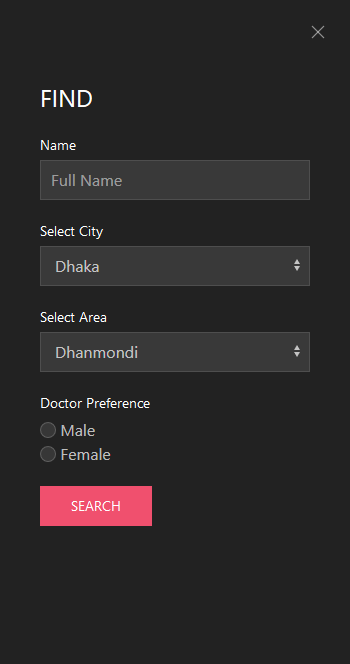 FIND
Name
Full Name
Select City
Dhaka
Select Area
Dhanmondi
Doctor Preference
Male
Female
SEARCH